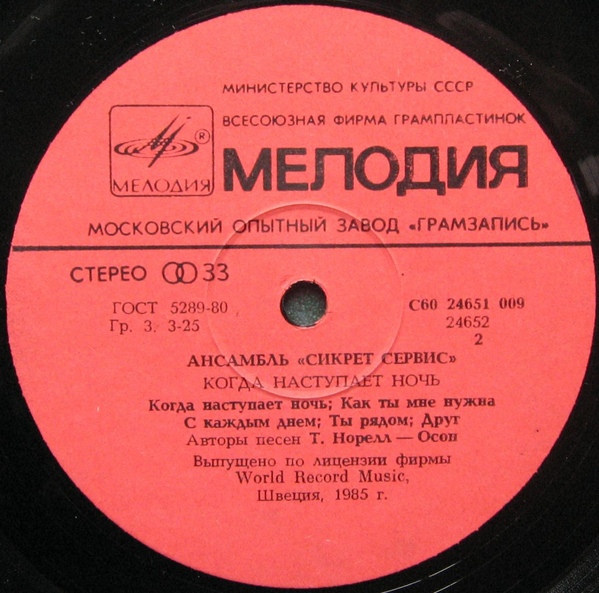 МИНИСТЕРСТВО КУЛЬТУРЫ СССР
ВСЕСОЮЗНАЯ ФИРМА ГРАМПЛАСТИНОК
®
МЕЛОДИЯ
МЕЛОДИЯ
МОСКОВСКИЙ ОПЫТНЫЙ ЗАВОД «ГРАМЗАПИСЬ»
СТЕРЕО 33
ГОСТ 5289-80
Гр. 3. 3-25
С60 24651 009
24652
2
АНСАМБЛЬ «СИКРЕТ СЕРВИС»
КОГДА НАСТУПАЕТ НОЧЬ
Когда наступает ночь; Как ты мне нужна
С каждым днем; Ты рядом; Друг
Авторы песен Т. Норелл — Осон
Выпущено по лицензии фирмы
World Record Music,
Швеция, 1985 г.